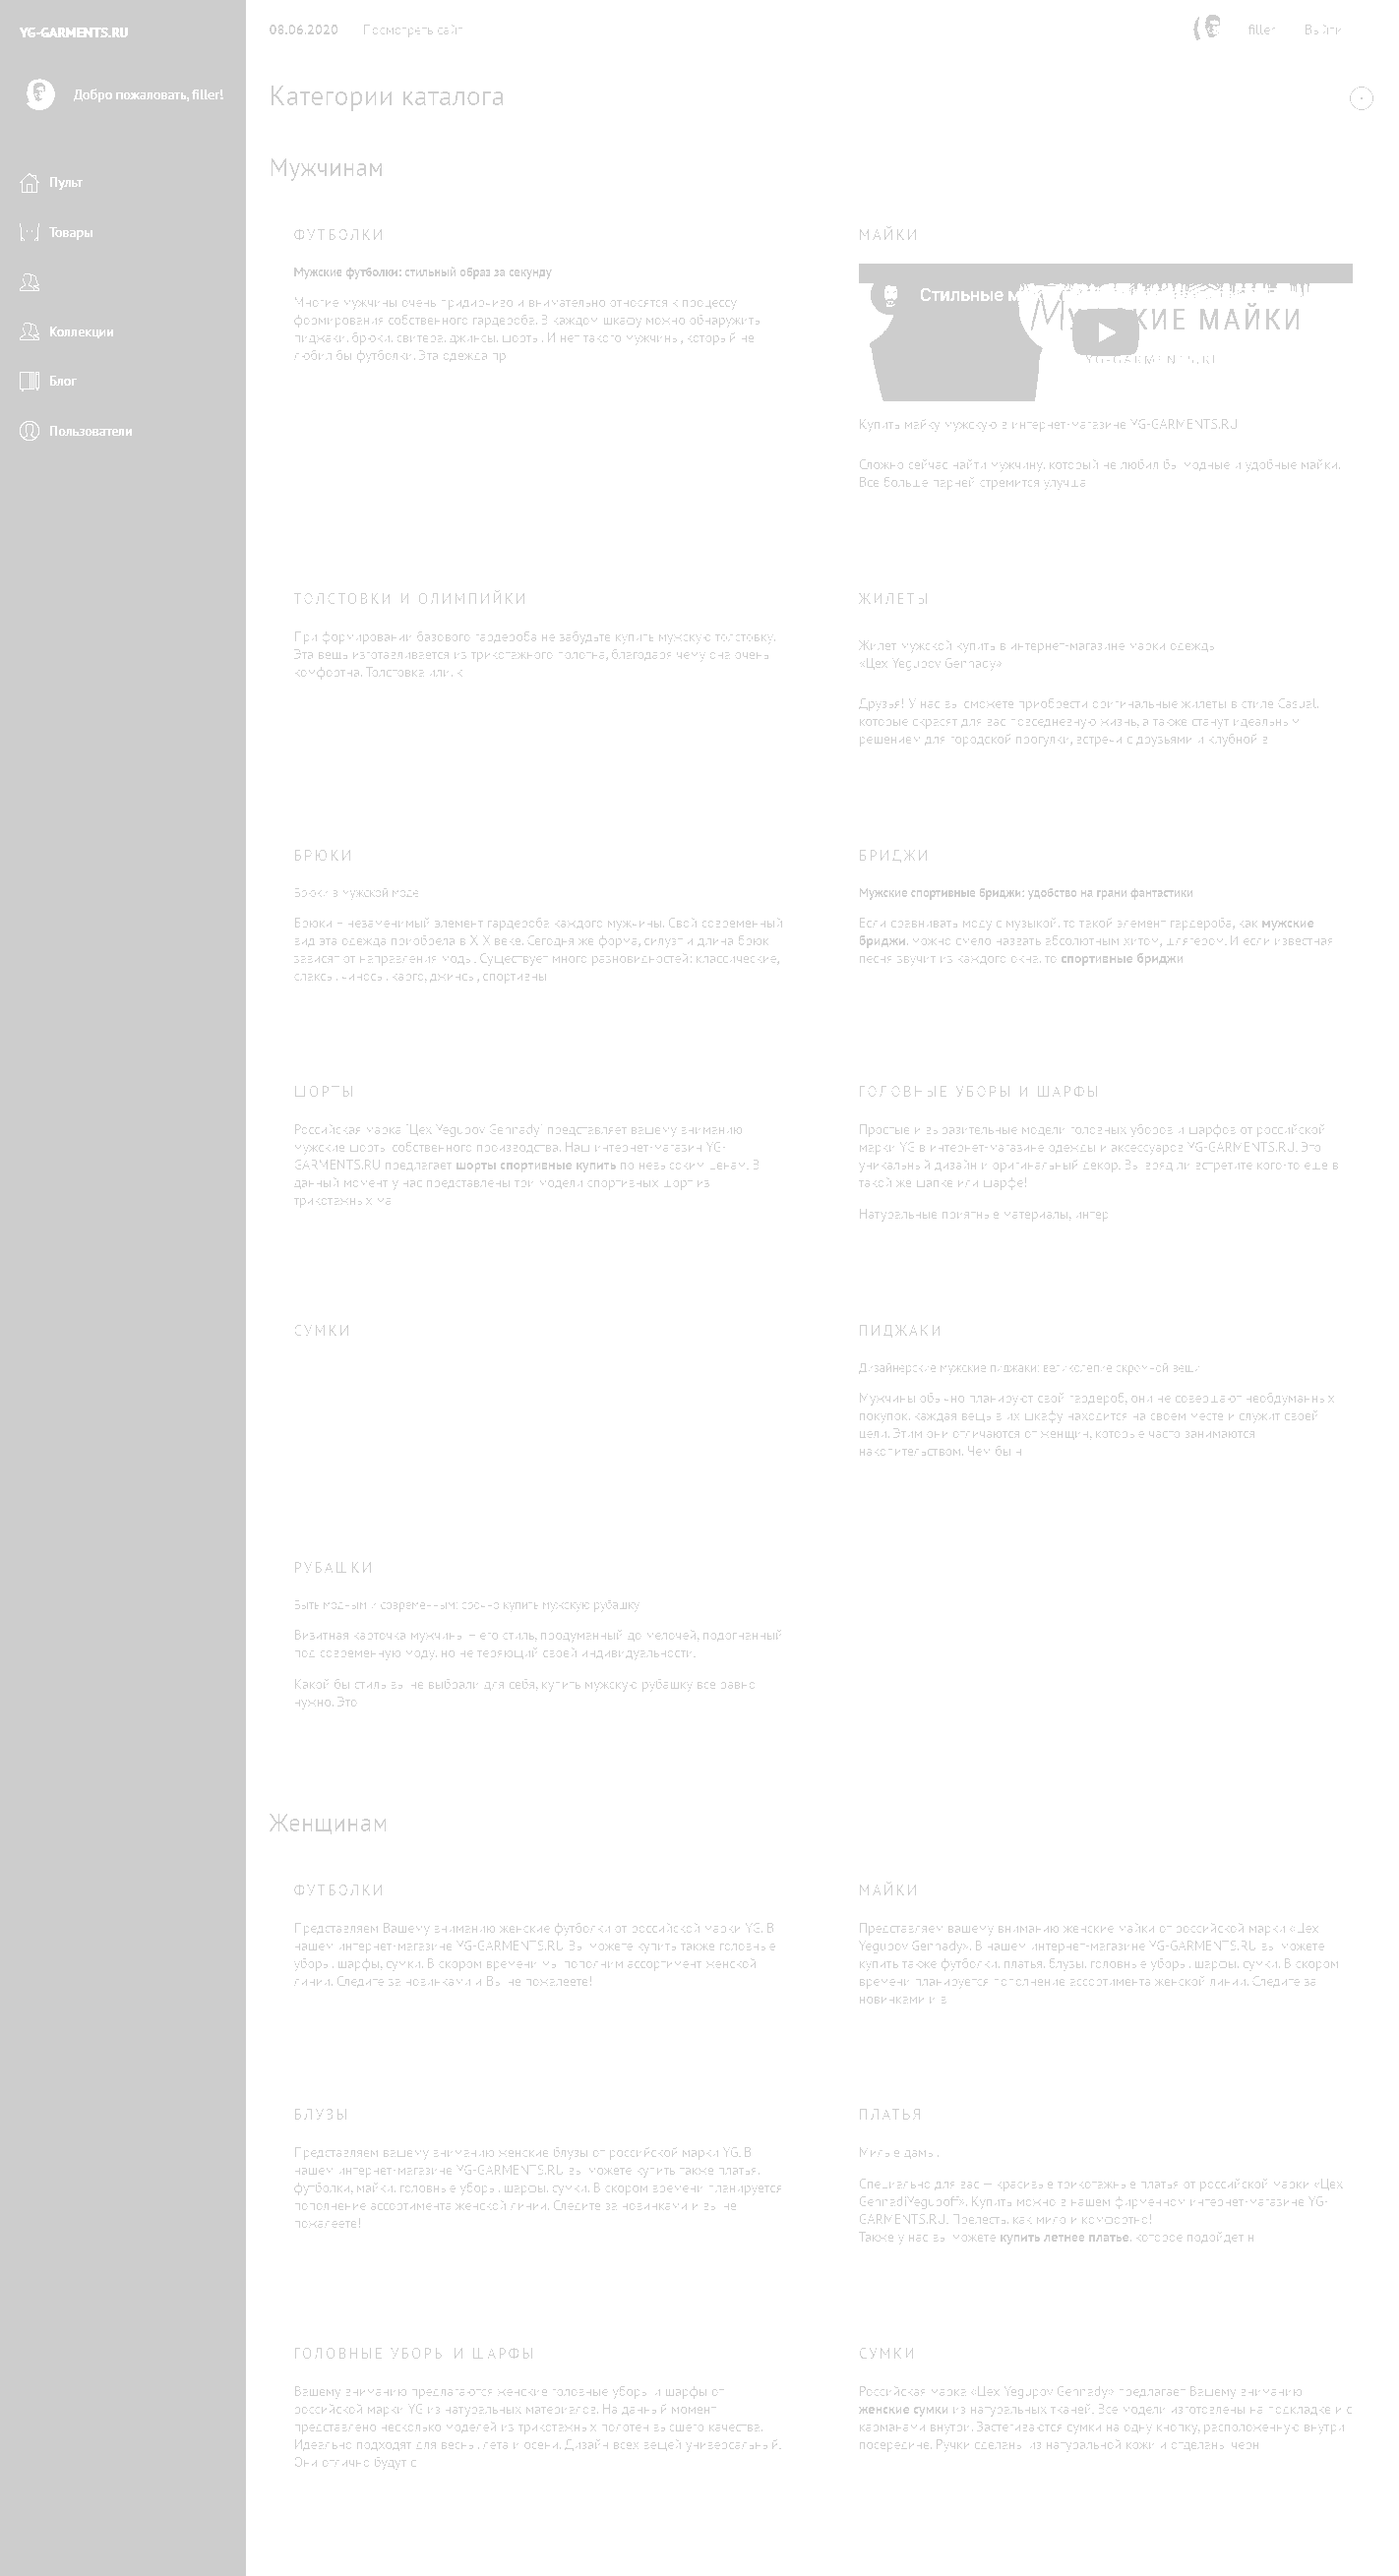 YG-GARMENTS.RU
Добро пожаловать, filler!
Пульт
Товары
Коллекции
Блог
Пользователи
08.06.2020 Посмотреть сайт
filler Выйти
Категории каталога
Мужчинам
ФУТБОЛКИ
Мужские футболки: стильный образ за секунду
Многие мужчины очень придирчиво и внимательно относятся к процессу
формирования собственного гардероба. В каждом шкафу можно обнаружить
пиджаки, брюки, свитера, джинсы, шорты. И нет такого мужчины, который не
любил бы футболки. Эта одежда пр
МАЙКИ
Стильные
МУЖСКИЕ МАЙКИ
YG-GARMENTS.RU
Купить майку мужскую в интернет-магазине YG-GARMENTS.RU
Сложно сейчас найти мужчину, который не любил бы модные и удобные майки.
Все больше парней стремится улучша
ТОЛСТОВКИ И ОЛИМПИЙКИ
При формировании базового гардероба не забудьте купить мужскую толстовку.
Эта вещь изготавливается из трикотажного полотна, благодаря чему она очень
комфортна. Толстовка или к
ЖИЛЕТЫ
Жилет мужской купить в интернет-магазине марки одежды
«Цех Yegupov Gennady»
Друзья! У нас вы сможете приобрести оригинальные жилеты в стиле Casual,
которые скрасят для вас повседневную жизнь, а также станут идеальным
решением для городской прогулки, встречи с друзьями и клубной в
БРЮКИ
Брюки в мужской моде
Брюки – незаменимый элемент гардероба каждого мужчины. Свой современный
вид эта одежда приобрела в XIX веке. Сегодня же форма, силуэт и длина брюк
зависят от направления моды. Существует много разновидностей: классические,
слаксы, чиносы, карго, джинсы, спортивны
БРИДЖИ
Мужские спортивные бриджи: удобство на грани фантастики
Если сравнивать моду с музыкой, то такой элемент гардероба, как мужские
бриджи, можно смело назвать абсолютным хитом, шлягером. И если известная
песня звучит из каждого окна, то спортивные бриджи
ШОРТЫ
Российская марка "Цех Yegupov Gennady" представляет вашему вниманию
мужские шорты собственного производства. Наш интернет-магазин YG-
GARMENTS.RU предлагает шорты спортивные купить по невысоким ценам. В
данный момент у нас представлены три модели спортивных шорт из
трикотажных ма
ГОЛОВНЫЕ УБОРЫ И ШАРФЫ
Простые и выразительные модели головных уборов и шарфов от российской
марки YG в интернет-магазине одежды и аксессуаров YG-GARMENTS.RU. Это
уникальный дизайн и оригинальный декор. Вы вряд ли встретите кого-то еще в
такой же шапке или шарфе!
Натуральные приятные материалы, интер
СУМКИ
ПИДЖАКИ
Дизайнерские мужские пиджаки: великолепие скромной вещи
Мужчины обычно планируют свой гардероб, они не совершают необдуманных
покупок, каждая вещь в их шкафу находится на своем месте и служит своей
цели. Этим они отличаются от женщин, которые часто занимаются
накопительством. Чем бы н
РУБАШКИ
Быть модным и современным: срочно купить мужскую рубашку
Визитная карточка мужчины – его стиль, продуманный до мелочей, подогнанный
под современную моду, но не теряющий своей индивидуальности.
Какой бы стиль вы не выбрали для себя, купить мужскую рубашку все равно
нужно. Это
Женщинам
ФУТБОЛКИ
Представляем Вашему вниманию женские футболки от российской марки YG. В
нашем интернет-магазине YG-GARMENTS.RU Вы можете купить также головные
уборы, шарфы, сумки. В скором времени мы пополним ассортимент женской
линии. Следите за новинками и Вы не пожалеете!
МАЙКИ
Представляем вашему вниманию женские майки от российской марки «Цех
Yegupov Gennady». В нашем интернет-магазине YG-GARMENTS.RU вы можете
купить также футболки, платья, блузы, головные уборы, шарфы, сумки. В скором
времени планируется пополнение ассортимента женской линии. Следите за
новинками и в
БЛУЗЫ
Представляем вашему вниманию женские блузы от российской марки YG. В
нашем интернет-магазине YG-GARMENTS.RU вы можете купить также платья,
футболки, майки, головные уборы, шарфы, сумки. В скором времени планируется
пополнение ассортимента женской линии. Следите за новинками и вы не
пожалеете!
ПЛАТЬЯ
Милые дамы,
Специально для вас — красивые трикотажные платья от российской марки «Цех
GennadiYegupoff». Купить можно в нашем фирменном интернет-магазине YG-
GARMENTS.RU. Прелесть, как мило и комфортно!
Также у нас вы можете купить летнее платье, которое подойдет н
ГОЛОВНЫЕ УБОРЫ И ШАРФЫ
Вашему вниманию предлагаются женские головные уборы и шарфы от
российской марки YG из натуральных материалов. На данный момент
представлено несколько моделей из трикотажных полотен высшего качества.
Идеально подходят для весны, лета и осени. Дизайн всех вещей универсальный.
Они отлично будут с
СУМКИ
Российская марка «Цех Yegupov Gennady» предлагает Вашему вниманию
женские сумки из натуральных тканей. Все модели изготовлены на подкладке и с
карманами внутри. Застегиваются сумки на одну кнопку, расположенную внутри
посередине. Ручки сделаны из натуральной кожи и отделаны черн